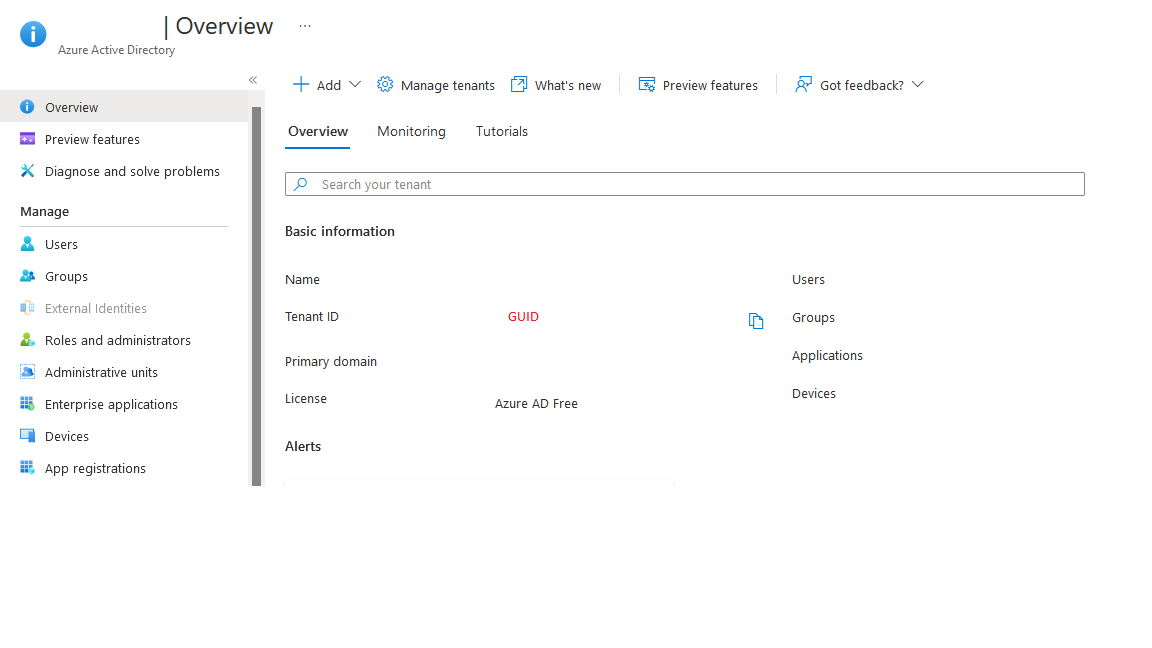 | Overview ...
Azure Active Directory
«
Add Manage tenants What's new Preview features Got feedback?
Overview
Preview features
Diagnose and solve problems
Manage
Users
Groups
External Identities
Roles and administrators
Administrative units
Enterprise applications
Devices
App registrations
Overview Monitoring Tutorials
Search your tenant
Basic information
Name
Tenant ID GUID
Primary domain
License Azure AD Free
Users
Groups
Applications
Devices
Alerts